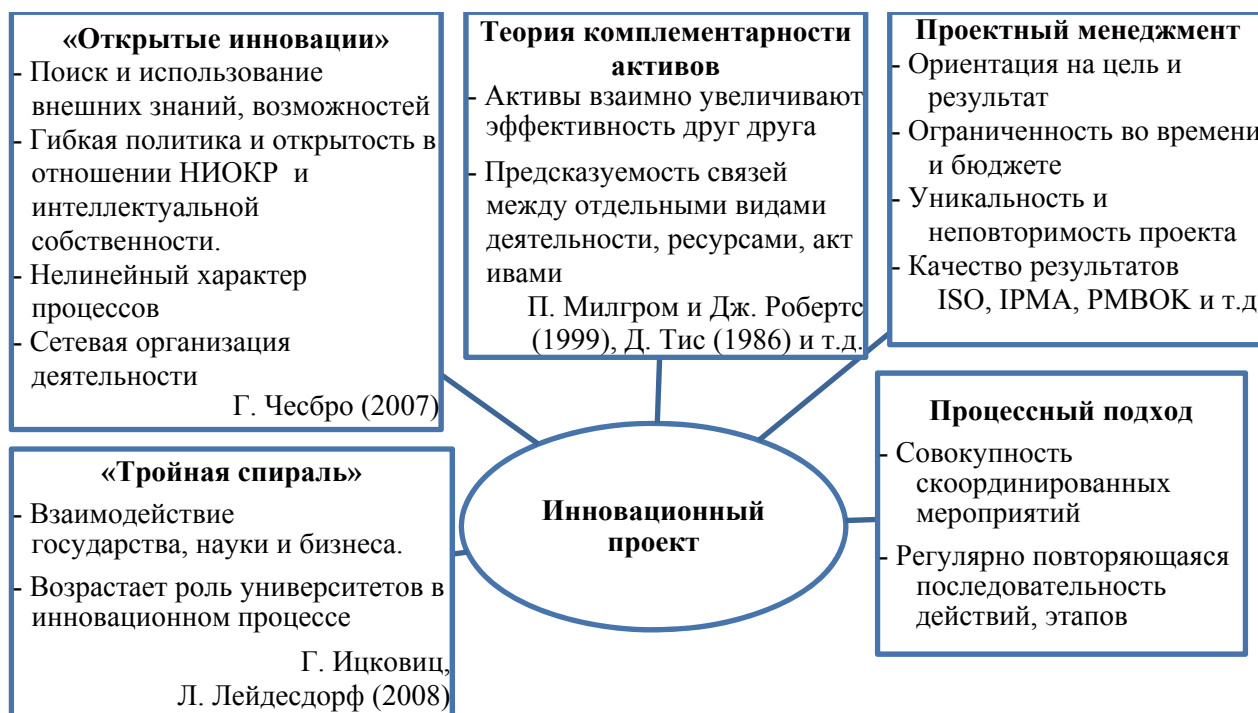 «Открытые инновации»
- Поиск и использование
внешних знаний, возможностей
- Гибкая политика и открытость в
отношении НИОКР и
интеллектуальной
собственности.
- Нелинейный характер
процессов
- Сетевая организация
деятельности
Г. Чесбро (2007)
Теория комплементарности
активов
- Активы взаимно увеличивают
эффективность друг друга
- Предсказуемость связей
между отдельными видами
деятельности, ресурсами, акт
ивами
П. Милгром и Дж. Робертс
(1999), Д. Тис (1986) и т.д.
Проектный менеджмент
- Ориентация на цель и
результат
- Ограниченность во времени
и бюджете
- Уникальность и
неповторимость проекта
- Качество результатов
ISO, IPMA, PMBOK и т.д
«Тройная спираль»
- Взаимодействие
государства, науки и бизнеса.
- Возрастает роль университетов в
инновационном процессе
Г. Ицковиц,
Л. Лейдесдорф (2008)
Инновационный
проект
Процессный подход
- Совокупность
скоординированных
мероприятий
- Регулярно повторяющаяся
последовательность
действий, этапов